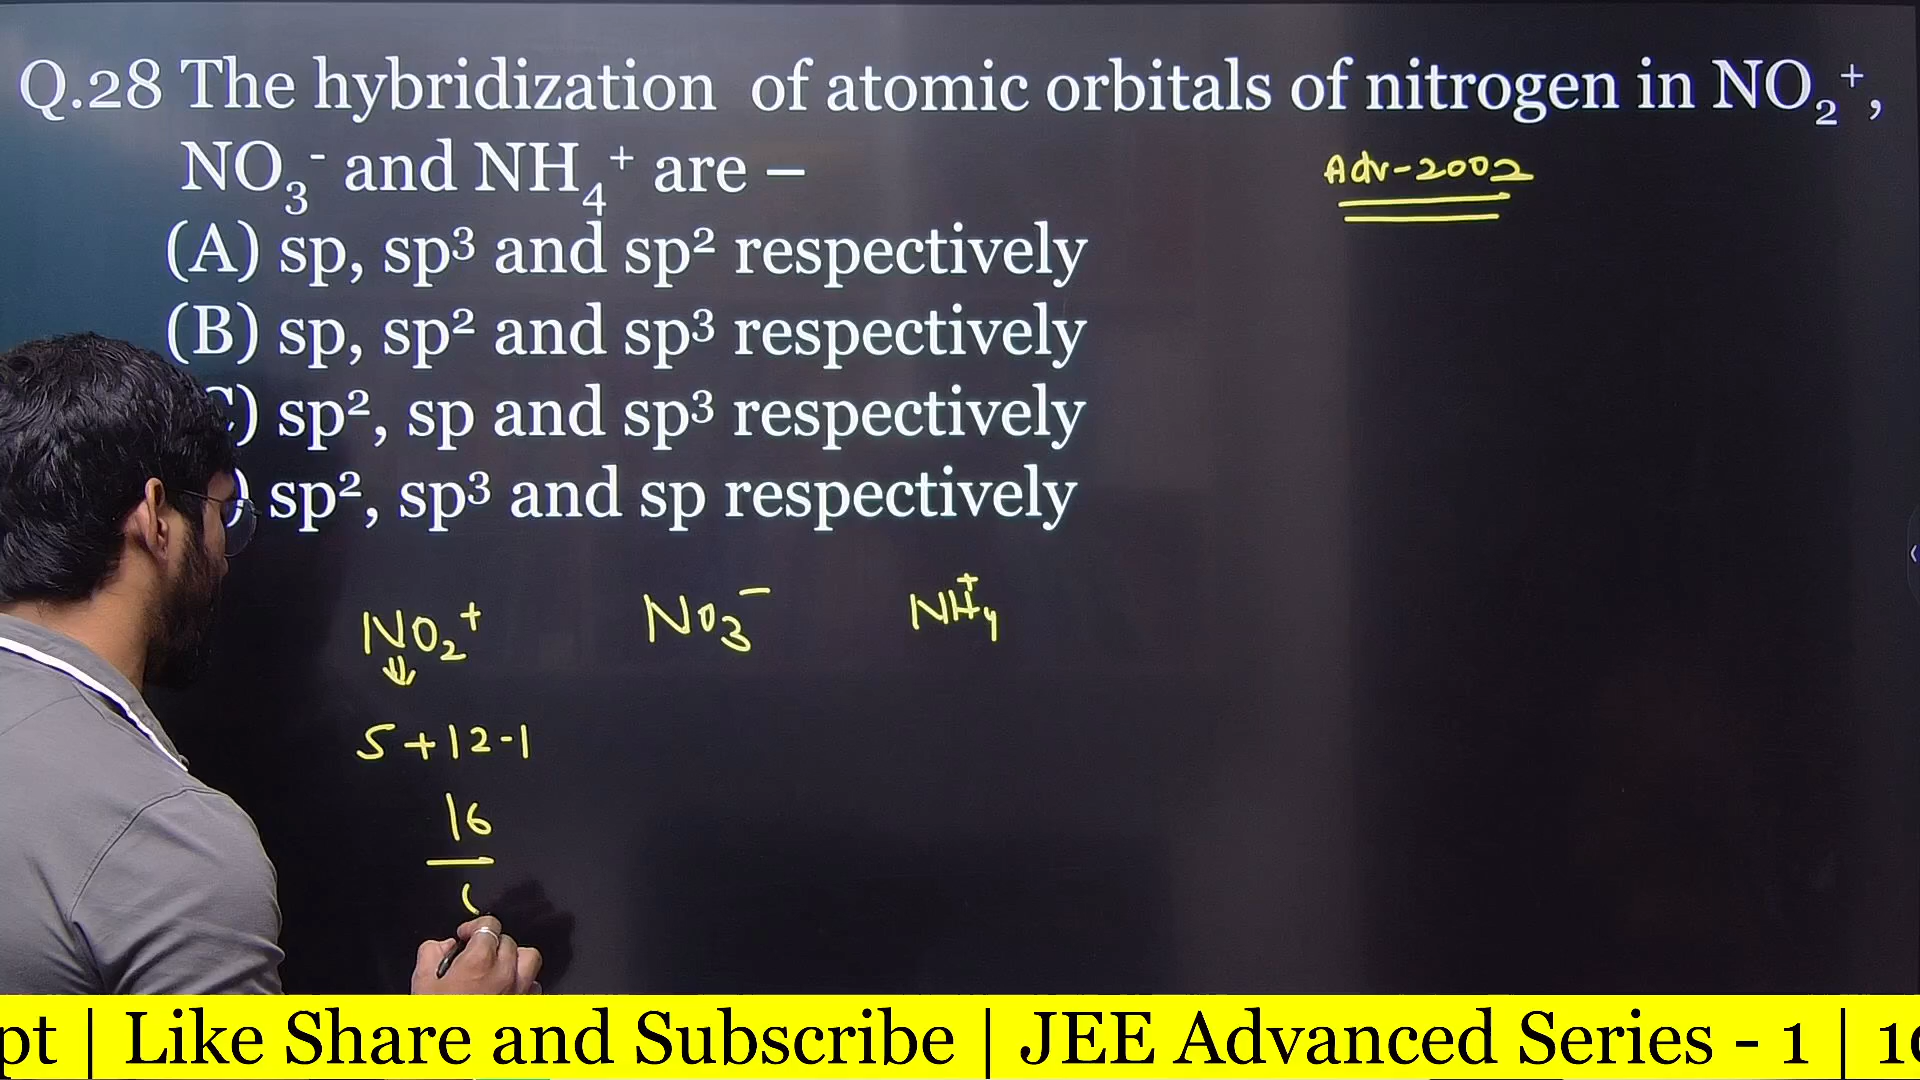 Q.28 The hybridization of atomic orbitals of nitrogen in NO₂⁺,
NO₃⁻ and NH₄⁺ are –
Adv-2002
(A) sp, sp³ and sp² respectively
(B) sp, sp² and sp³ respectively
) sp², sp and sp³ respectively
) sp², sp³ and sp respectively
NO₂⁺ NO₃⁻ NH₄⁺
5+12-1
16
pt | Like Share and Subscribe | JEE Advanced Series - 1 |